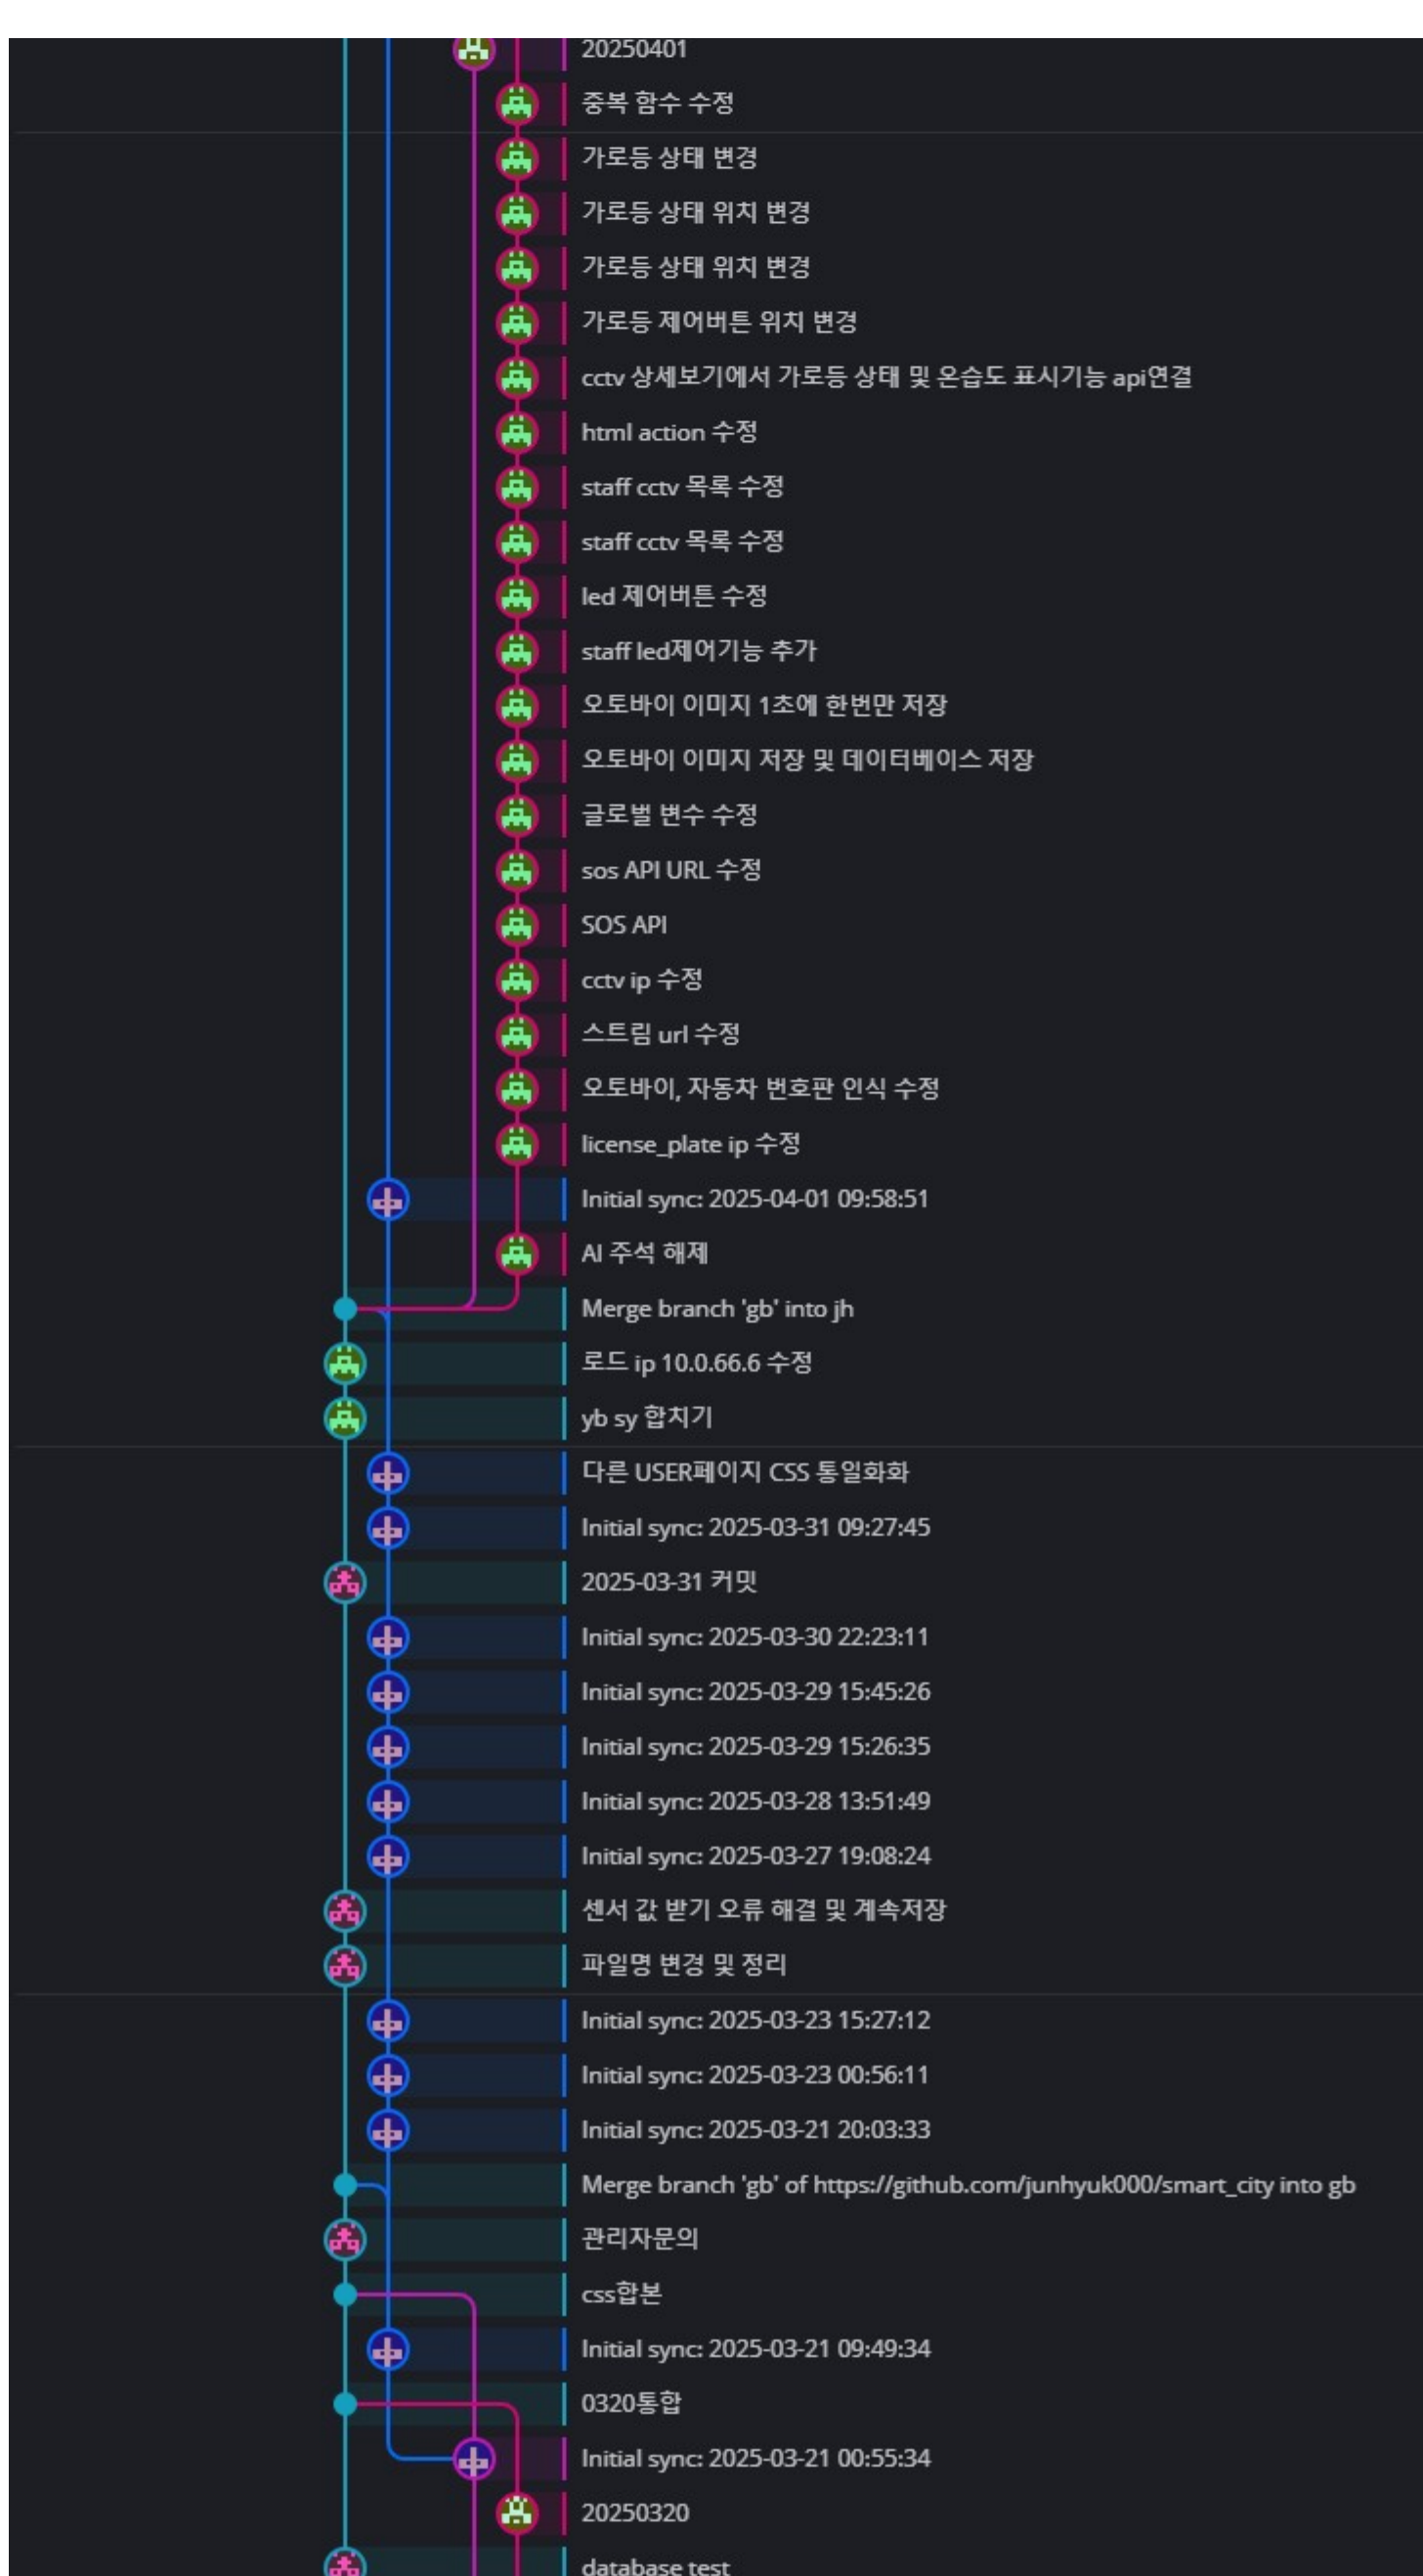 20250401
중복 함수 수정
가로등 상태 변경
가로등 상태 위치 변경
가로등 상태 위치 변경
가로등 제어버튼 위치 변경
cctv 상세보기에서 가로등 상태 및 온습도 표시기능 api연결
html action 수정
staff cctv 목록 수정
staff cctv 목록 수정
led 제어버튼 수정
staff led제어기능 추가
오토바이 이미지 1초에 한번만 저장
오토바이 이미지 저장 및 데이터베이스 저장
글로벌 변수 수정
sos API URL 수정
SOS API
cctv ip 수정
스트림 url 수정
오토바이, 자동차 번호판 인식 수정
license_plate ip 수정
Initial sync: 2025-04-01 09:58:51
AI 주석 해제
Merge branch 'gb' into jh
로드 ip 10.0.66.6 수정
yb sy 합치기
다른 USER페이지 CSS 통일화화
Initial sync: 2025-03-31 09:27:45
2025-03-31 커밋
Initial sync: 2025-03-30 22:23:11
Initial sync: 2025-03-29 15:45:26
Initial sync: 2025-03-29 15:26:35
Initial sync: 2025-03-28 13:51:49
Initial sync: 2025-03-27 19:08:24
센서 값 받기 오류 해결 및 계속저장
파일명 변경 및 정리
Initial sync: 2025-03-23 15:27:12
Initial sync: 2025-03-23 00:56:11
Initial sync: 2025-03-21 20:03:33
Merge branch 'gb' of https://github.com/junhyuk000/smart_city into gb
관리자문의
css합본
Initial sync: 2025-03-21 09:49:34
0320통합
Initial sync: 2025-03-21 00:55:34
20250320
database test